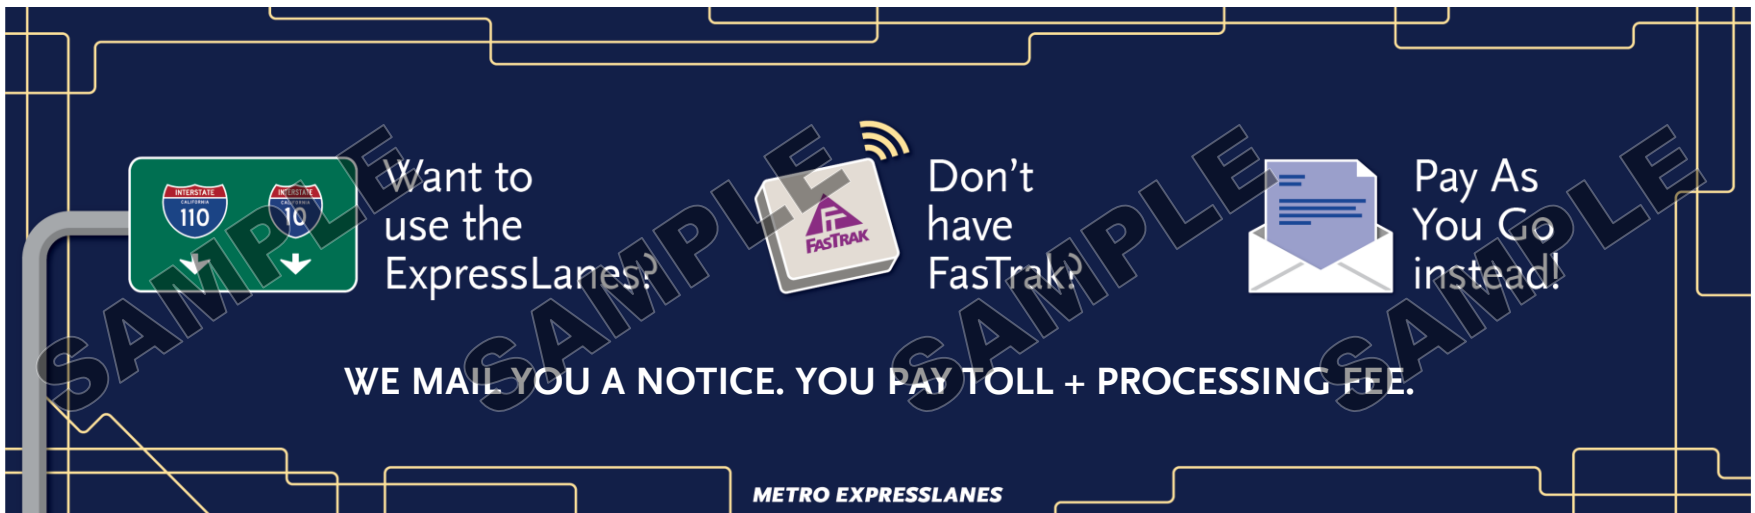 INTERSTATE
CALIFORNIA
110
INTERSTATE
CALIFORNIA
10
Want to
use the
ExpressLanes?
FASTRAK
Don't
have
FasTrak?
Pay As
You Go
instead!
WE MAIL YOU A NOTICE. YOU PAY TOLL + PROCESSING FEE.
METRO EXPRESSLANES
SAMPLE
SAMPLE
SAMPLE
SAMPLE